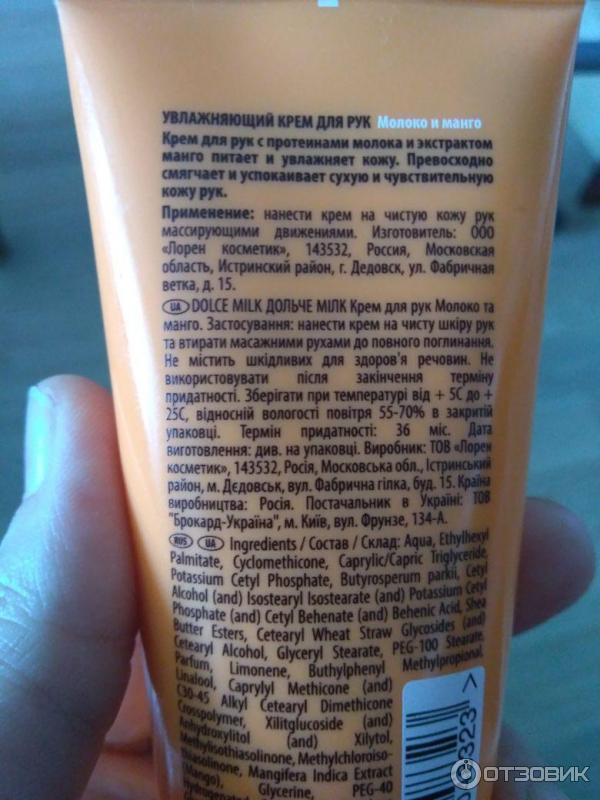 УВЛАЖНЯЮЩИЙ КРЕМ ДЛЯ РУК Молоко и манго
Крем для рук с протеинами молока и экстрактом
манго питает и увлажняет кожу. Превосходно
смягчает и успокаивает сухую и чувствительную
кожу рук.
Применение: нанести крем на чистую кожу рук
массирующими движениями. Изготовитель: ООО
«Лорен косметик», 143532, Россия, Московская
область, Истринский район, г. Дедовск, ул. Фабричная
ветка, д. 15.
UA DOLCE MILK ДОЛЬЧЕ МІЛК Крем для рук Молоко та
манго. Застосування: нанести крем на чисту шкіру рук
та втирати масажними рухами до повного поглинання.
Не містить шкідливих для здоров'я речовин. Не
використовувати після закінчення терміну
придатності. Зберігати при температурі від + 5С до +
25С, відносній вологості повітря 55-70% в закритій
упаковці. Термін придатності: 36 міс. Дата
виготовлення: див. на упаковці. Виробник: ТОВ «Лорен
косметик», 143532, Росія, Московська обл., Істринський
район, м. Дєдовськ, вул. Фабрична гілка, буд. 15. Країна
виробництва: Росія. Постачальник в Україні: ТОВ
"Брокард-Україна", м. Київ, вул. Фрунзе, 134-А.
RUS UA Ingredients / Состав / Склад: Aqua, Ethylhexyl
Palmitate, Cyclomethicone, Caprylic/Capric Triglyceride,
Potassium Cetyl Phosphate, Butyrosperum parkii, Cetyl
Alcohol (and) Isostearyl Isostearate (and) Potassium Cetyl
Phosphate (and) Cetyl Behenate (and) Behenic Acid, Shea
Butter Esters, Cetearyl Wheat Straw Glycosides (and)
Cetearyl Alcohol, Glyceryl Stearate, PEG-100 Stearate,
Parfum, Limonene, Buthylphenyl Methylpropional,
Linalool, Caprylyl Methicone (and)
C30-45 Alkyl Cetearyl Dimethicone
Crosspolymer, Xilitglucoside (and)
Anhydroxylitol (and) Xilytol,
Methylisothiasolinone, Methylchloroiso-
thiasolinone, Mangifera Indica Extract
(Mango), Glycerine, PEG-40
0323 >
ОТЗОВИК